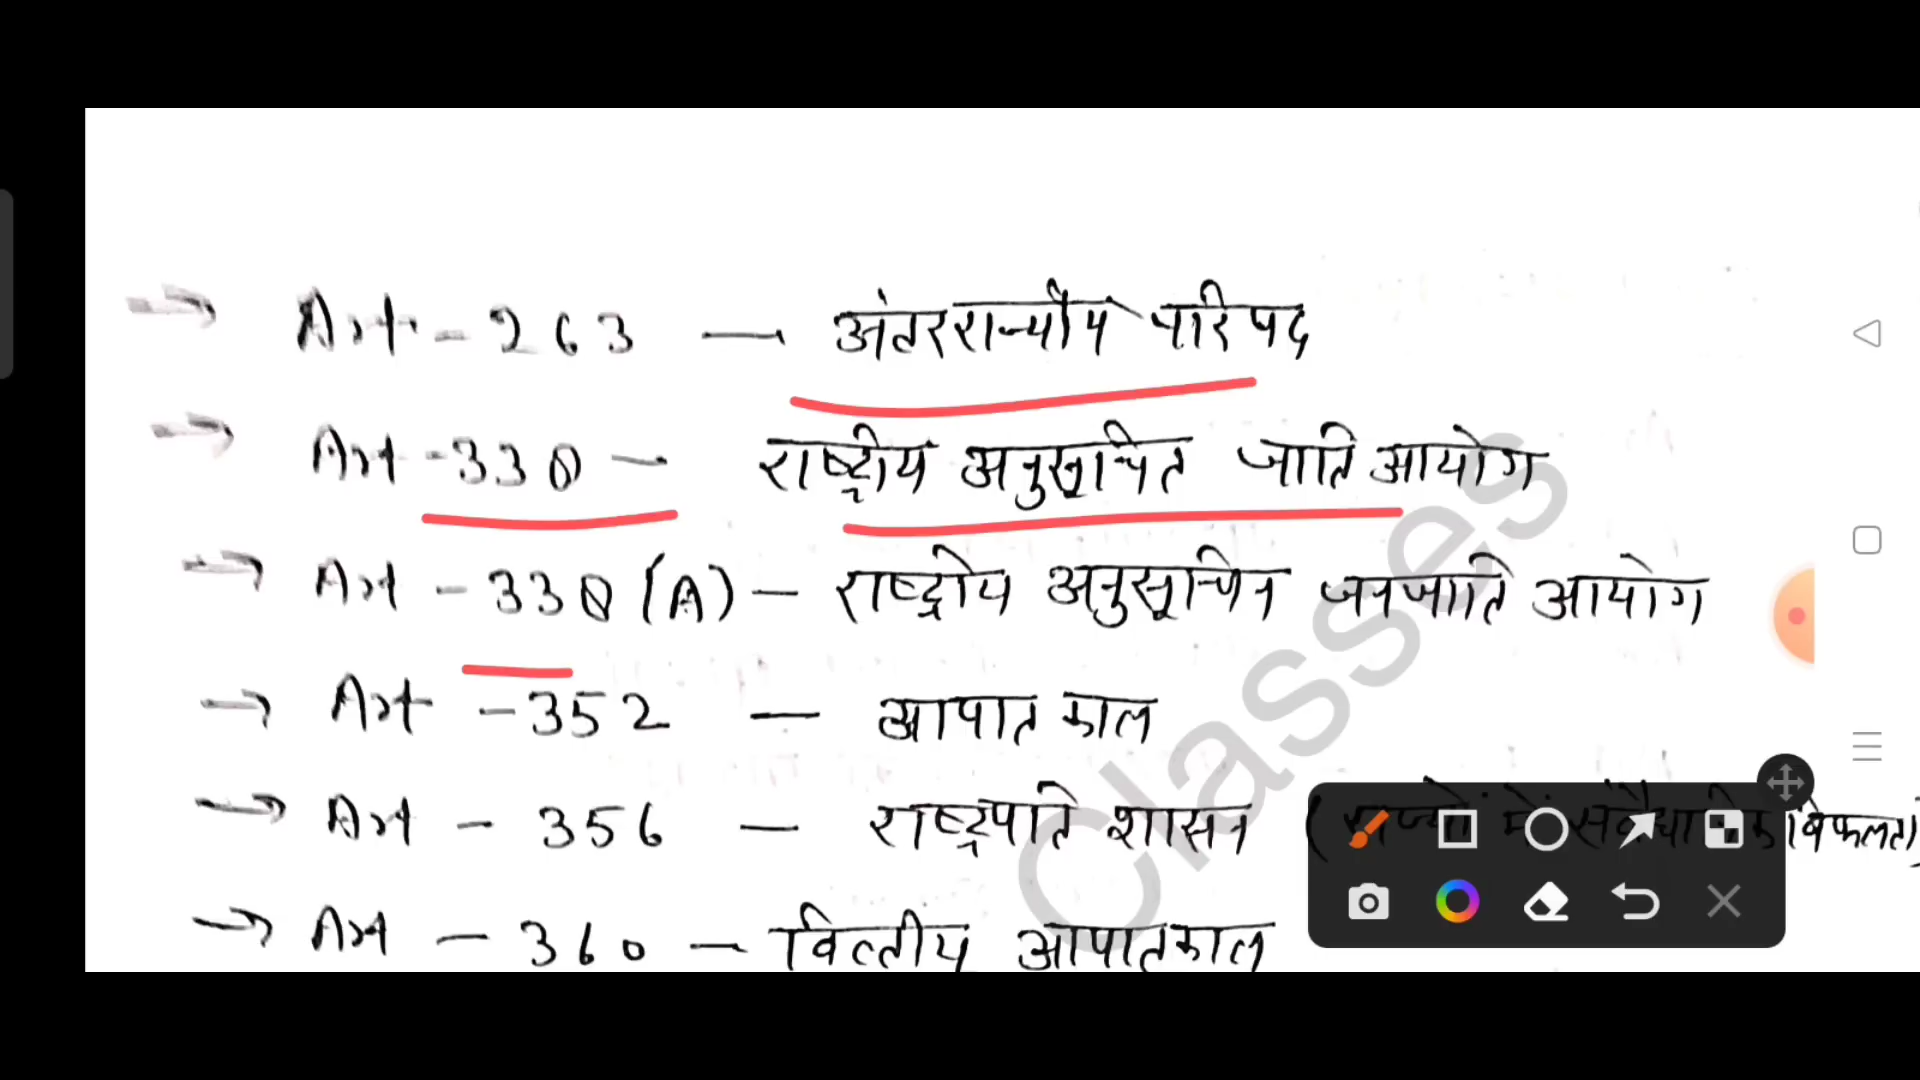 → Art - 263 — अंतरराज्यीय परिषद
→ Art - 338 — राष्ट्रीय अनुसूचित जाति आयोग
→ Art - 338 (A) — राष्ट्रीय अनुसूचित जनजाति आयोग
→ Art - 352 — आपातकाल
→ Art - 356 — राष्ट्रपति शासन (राज्यों में संवैधानिक विफलता)
→ Art - 360 — वित्तीय आपातकाल
Classes